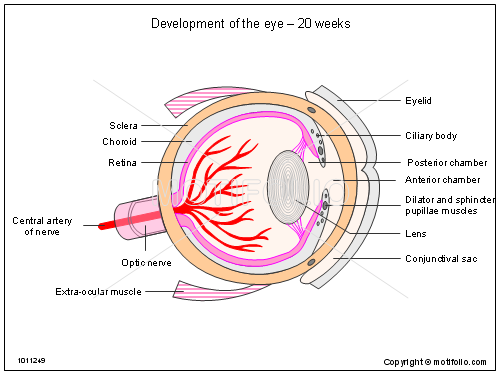 Development of the eye – 20 weeks
Sclera
Choroid
Retina
Central artery
of nerve
Optic nerve
Extra-ocular muscle
Eyelid
Ciliary body
Posterior chamber
Anterior chamber
Dilator and sphincter
pupillae muscles
Lens
Conjunctival sac
MOTIFOLIO
1011249
Copyright © motifolio.com